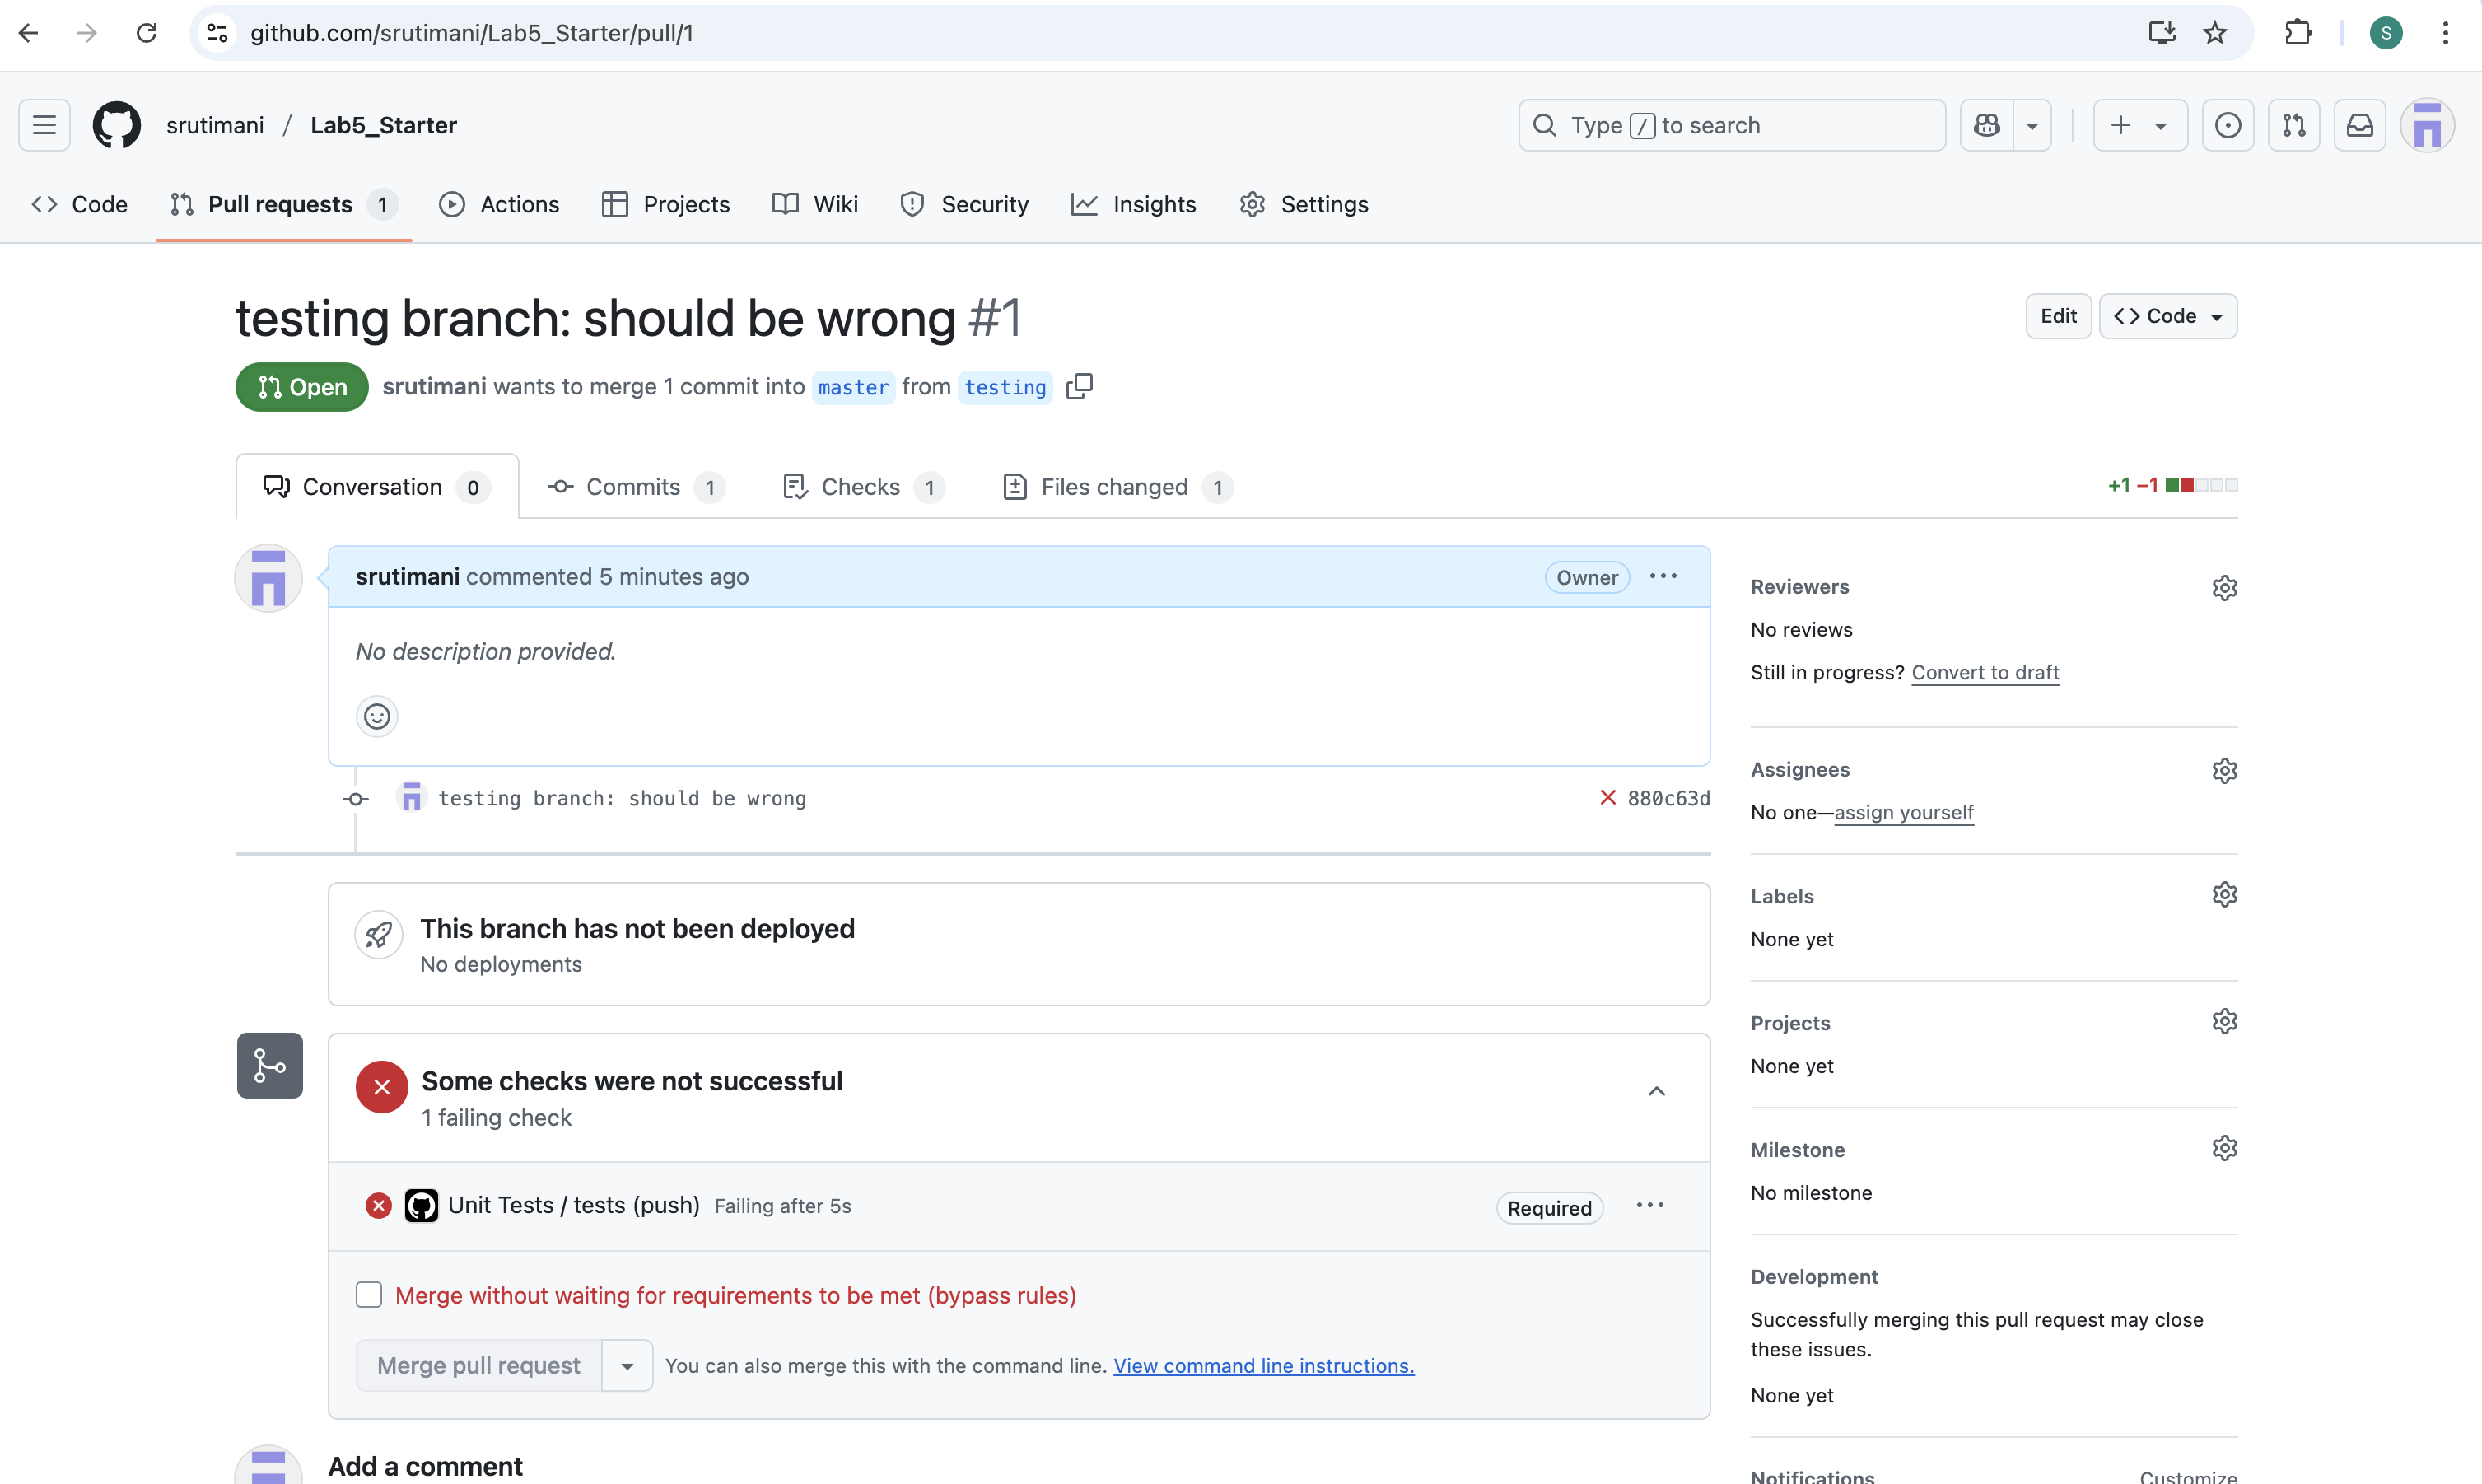 github.com/srutimani/Lab5_Starter/pull/1
S
srutimani / Lab5_Starter
Type / to search
Code
Pull requests 1
Actions
Projects
Wiki
Security
Insights
Settings
testing branch: should be wrong #1
Edit
<> Code
Open
srutimani wants to merge 1 commit into master from testing
Conversation 0
Commits 1
Checks 1
Files changed 1
+1 −1
srutimani commented 5 minutes ago
Owner
No description provided.
testing branch: should be wrong
880c63d
This branch has not been deployed
No deployments
Some checks were not successful
1 failing check
Unit Tests / tests (push) Failing after 5s
Required
Merge without waiting for requirements to be met (bypass rules)
Merge pull request
You can also merge this with the command line. View command line instructions.
Add a comment
Reviewers
No reviews
Still in progress? Convert to draft
Assignees
No one—assign yourself
Labels
None yet
Projects
None yet
Milestone
No milestone
Development
Successfully merging this pull request may close
these issues.
None yet
Notifications
Customize